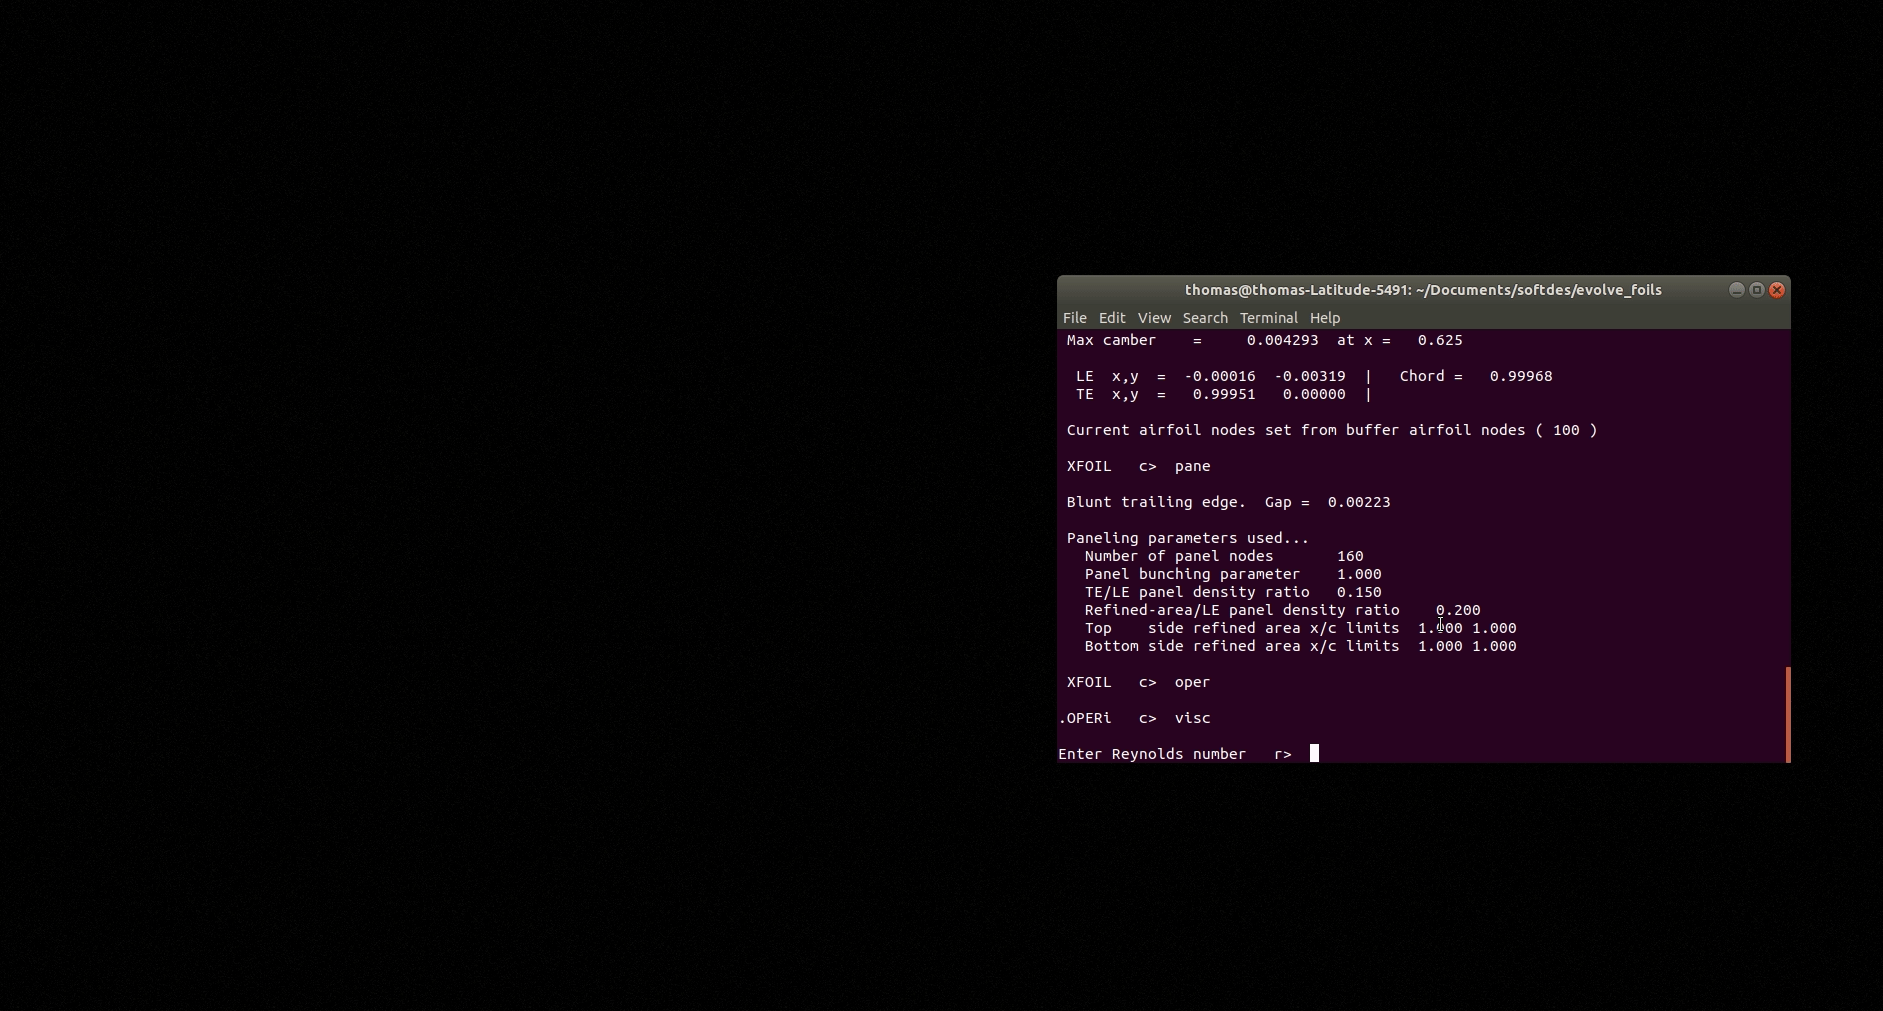 thomas@thomas-Latitude-5491: ~/Documents/softdes/evolve_foils
File Edit View Search Terminal Help
Max camber    =     0.004293  at x =   0.625
LE  x,y  =  -0.00016  -0.00319  |   Chord =   0.99968
TE  x,y  =   0.99951   0.00000  |
Current airfoil nodes set from buffer airfoil nodes ( 100 )
XFOIL   c>  pane
Blunt trailing edge.  Gap =  0.00223
Paneling parameters used...
Number of panel nodes       160
Panel bunching parameter    1.000
TE/LE panel density ratio   0.150
Refined-area/LE panel density ratio    0.200
Top    side refined area x/c limits  1.000 1.000
Bottom side refined area x/c limits  1.000 1.000
XFOIL   c>  oper
.OPERi   c>  visc
Enter Reynolds number   r>